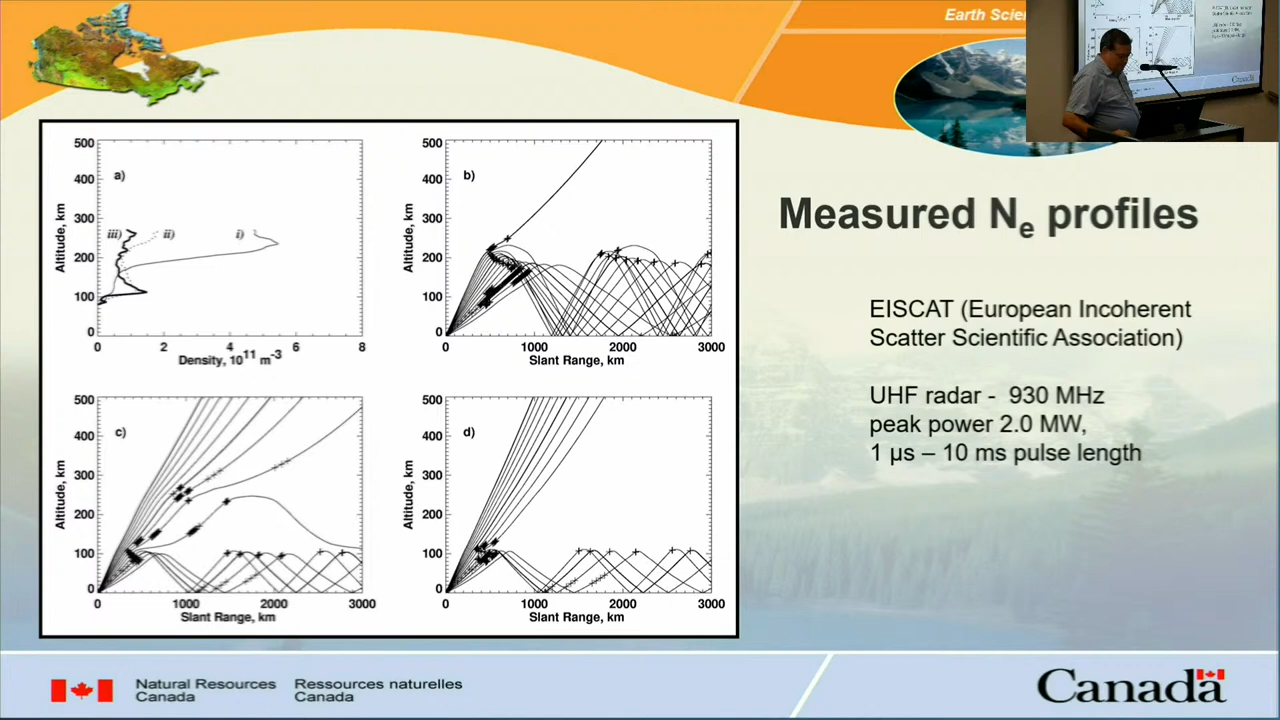 Earth Scien
Measured Ne profiles
EISCAT (European Incoherent
Scatter Scientific Association)
UHF radar - 930 MHz
peak power 2.0 MW,
1 µs – 10 ms pulse length
a)
iii)
ii)
i)
500
400
300
200
100
0
Altitude, km
0 2 4 6 8
Density, 10¹¹ m⁻³
b)
500
400
300
200
100
0
Altitude, km
0 1000 2000 3000
Slant Range, km
c)
500
400
300
200
100
0
Altitude, km
0 1000 2000 3000
Slant Range, km
d)
500
400
300
200
100
0
Altitude, km
0 1000 2000 3000
Slant Range, km
Natural Resources Ressources naturelles
Canada Canada
Canada
Canada